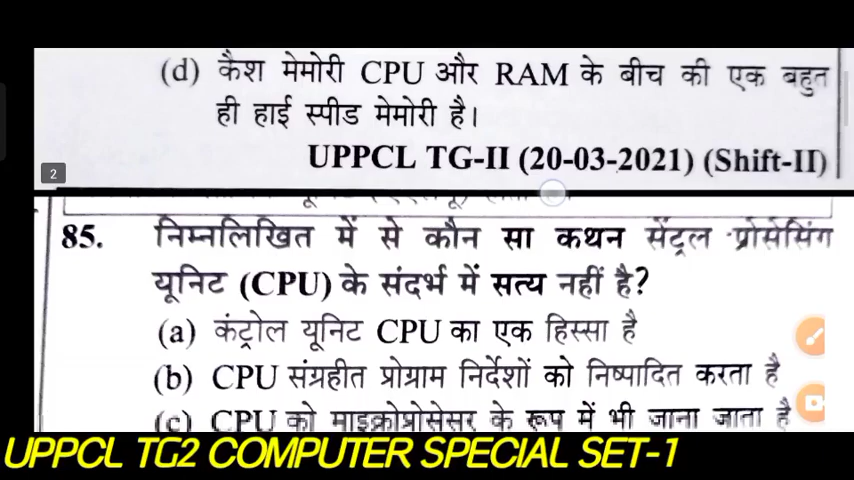 (d) कैश मेमोरी CPU और RAM के बीच की एक बहुत
ही हाई स्पीड मेमोरी है।
UPPCL TG-II (20-03-2021) (Shift-II)
2
85. निम्नलिखित में से कौन सा कथन सेंट्रल प्रोसेसिंग
यूनिट (CPU) के संदर्भ में सत्य नहीं है?
(a) कंट्रोल यूनिट CPU का एक हिस्सा है
(b) CPU संग्रहीत प्रोग्राम निर्देशों को निष्पादित करता है
(c) CPU को माइक्रोप्रोसेसर के रूप में भी जाना जाता है
UPPCL TG2 COMPUTER SPECIAL SET-1